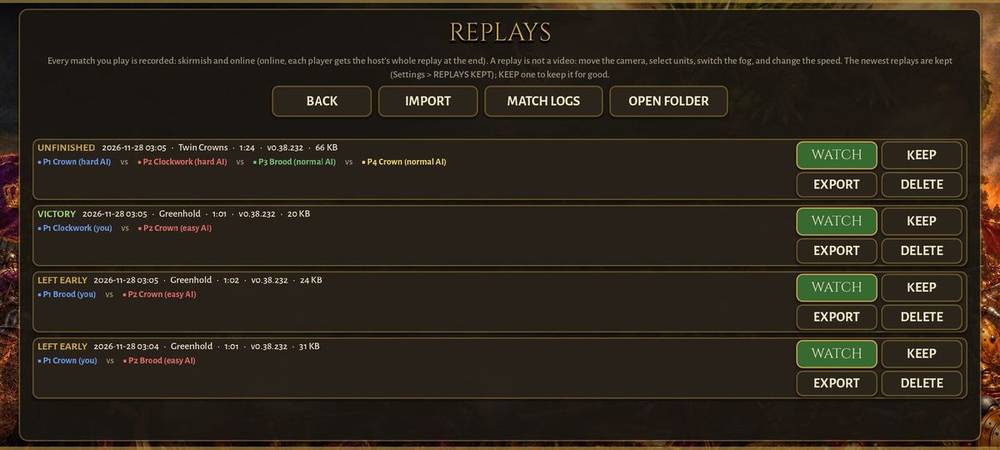 REPLAYS
Every match you play is recorded: skirmish and online (online, each player gets the host's whole replay at the end). A replay is not a video: move the camera, select units, switch the fog, and change the speed. The newest replays are kept
(Settings > REPLAYS KEPT); KEEP one to keep it for good.
BACK IMPORT MATCH LOGS OPEN FOLDER
UNFINISHED 2026-11-28 03:05 · Twin Crowns · 1:24 · v0.38.232 · 66 KB
• P1 Crown (hard AI) vs • P2 Clockwork (hard AI) vs • P3 Brood (normal AI) vs • P4 Crown (normal AI)
WATCH KEEP
EXPORT DELETE
VICTORY 2026-11-28 03:05 · Greenhold · 1:01 · v0.38.232 · 20 KB
• P1 Clockwork (you) vs • P2 Crown (easy AI)
WATCH KEEP
EXPORT DELETE
LEFT EARLY 2026-11-28 03:05 · Greenhold · 1:02 · v0.38.232 · 24 KB
• P1 Brood (you) vs • P2 Crown (easy AI)
WATCH KEEP
EXPORT DELETE
LEFT EARLY 2026-11-28 03:04 · Greenhold · 1:01 · v0.38.232 · 31 KB
• P1 Crown (you) vs • P2 Brood (easy AI)
WATCH KEEP
EXPORT DELETE